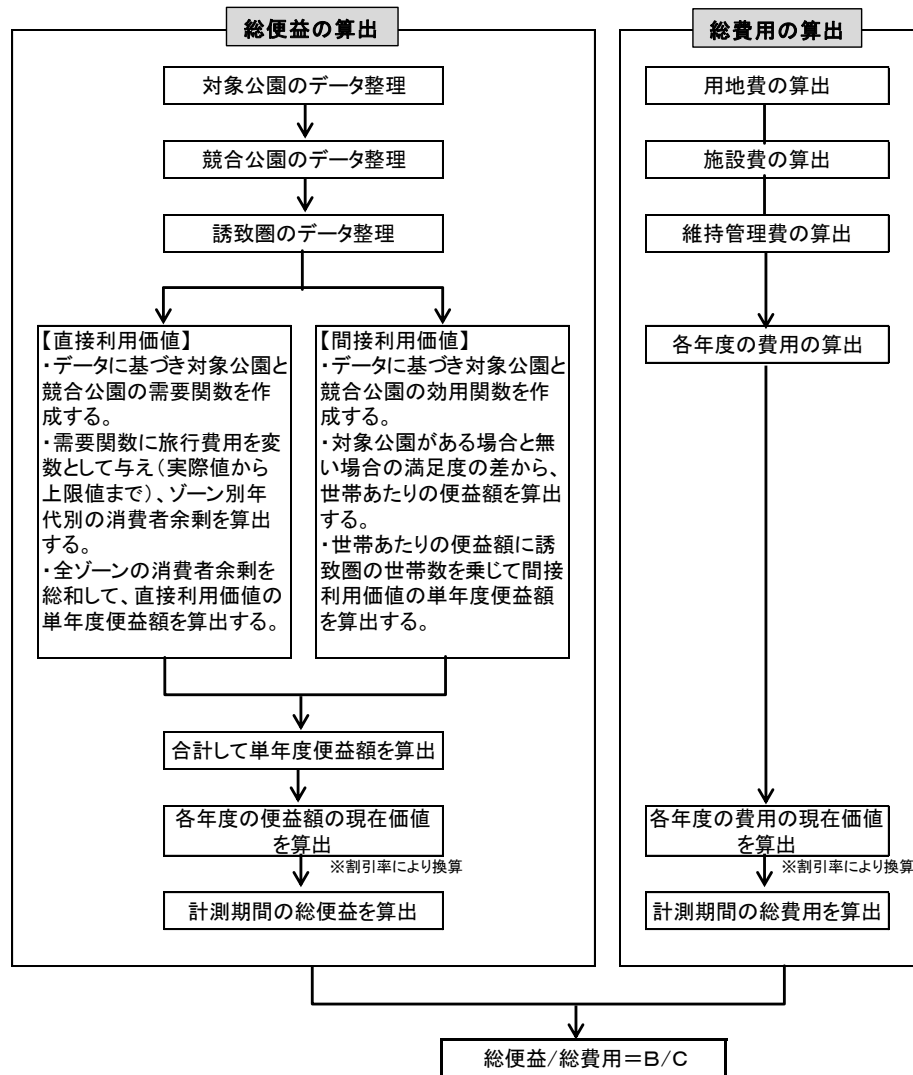 総便益の算出
対象公園のデータ整理
競合公園のデータ整理
誘致圏のデータ整理
【直接利用価値】
・データに基づき対象公園と
競合公園の需要関数を作
成する。
・需要関数に旅行費用を変
数として与え(実際値から
上限値まで)、ゾーン別年
代別の消費者余剰を算出
する。
・全ゾーンの消費者余剰を
総和して、直接利用価値の
単年度便益額を算出する。
【間接利用価値】
・データに基づき対象公園と
競合公園の効用関数を作
成する。
・対象公園がある場合と無
い場合の満足度の差から、
世帯あたりの便益額を算出
する。
・世帯あたりの便益額に誘
致圏の世帯数を乗じて間接
利用価値の単年度便益額
を算出する。
合計して単年度便益額を算出
各年度の便益額の現在価値
を算出
※割引率により換算
計測期間の総便益を算出
総費用の算出
用地費の算出
施設費の算出
維持管理費の算出
各年度の費用の算出
各年度の費用の現在価値
を算出
※割引率により換算
計測期間の総費用を算出
総便益/総費用=B/C